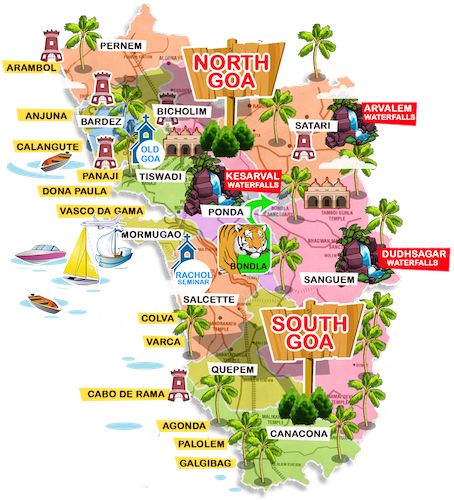 PERNEM
ARAMBOL
NORTH
GOA
ANJUNA
BARDEZ
BICHOLIM
ARVALEM
WATERFALLS
SATARI
CALANGUTE
OLD
GOA
PANAJI
TISWADI
KESARVAL
WATERFALLS
DONA PAULA
VASCO DA GAMA
PONDA
BONDLA
SANCTUARY
TAMBDI SURLA
TEMPLE
MORMUGAO
RACHOL
SEMINAR
BONDLA
DUDHSAGAR
WATERFALLS
SANGUEM
SALCETTE
COLVA
SOUTH
GOA
VARCA
QUEPEM
CABO DE RAMA
AGONDA
CANACONA
PALOLEM
GALGIBAG